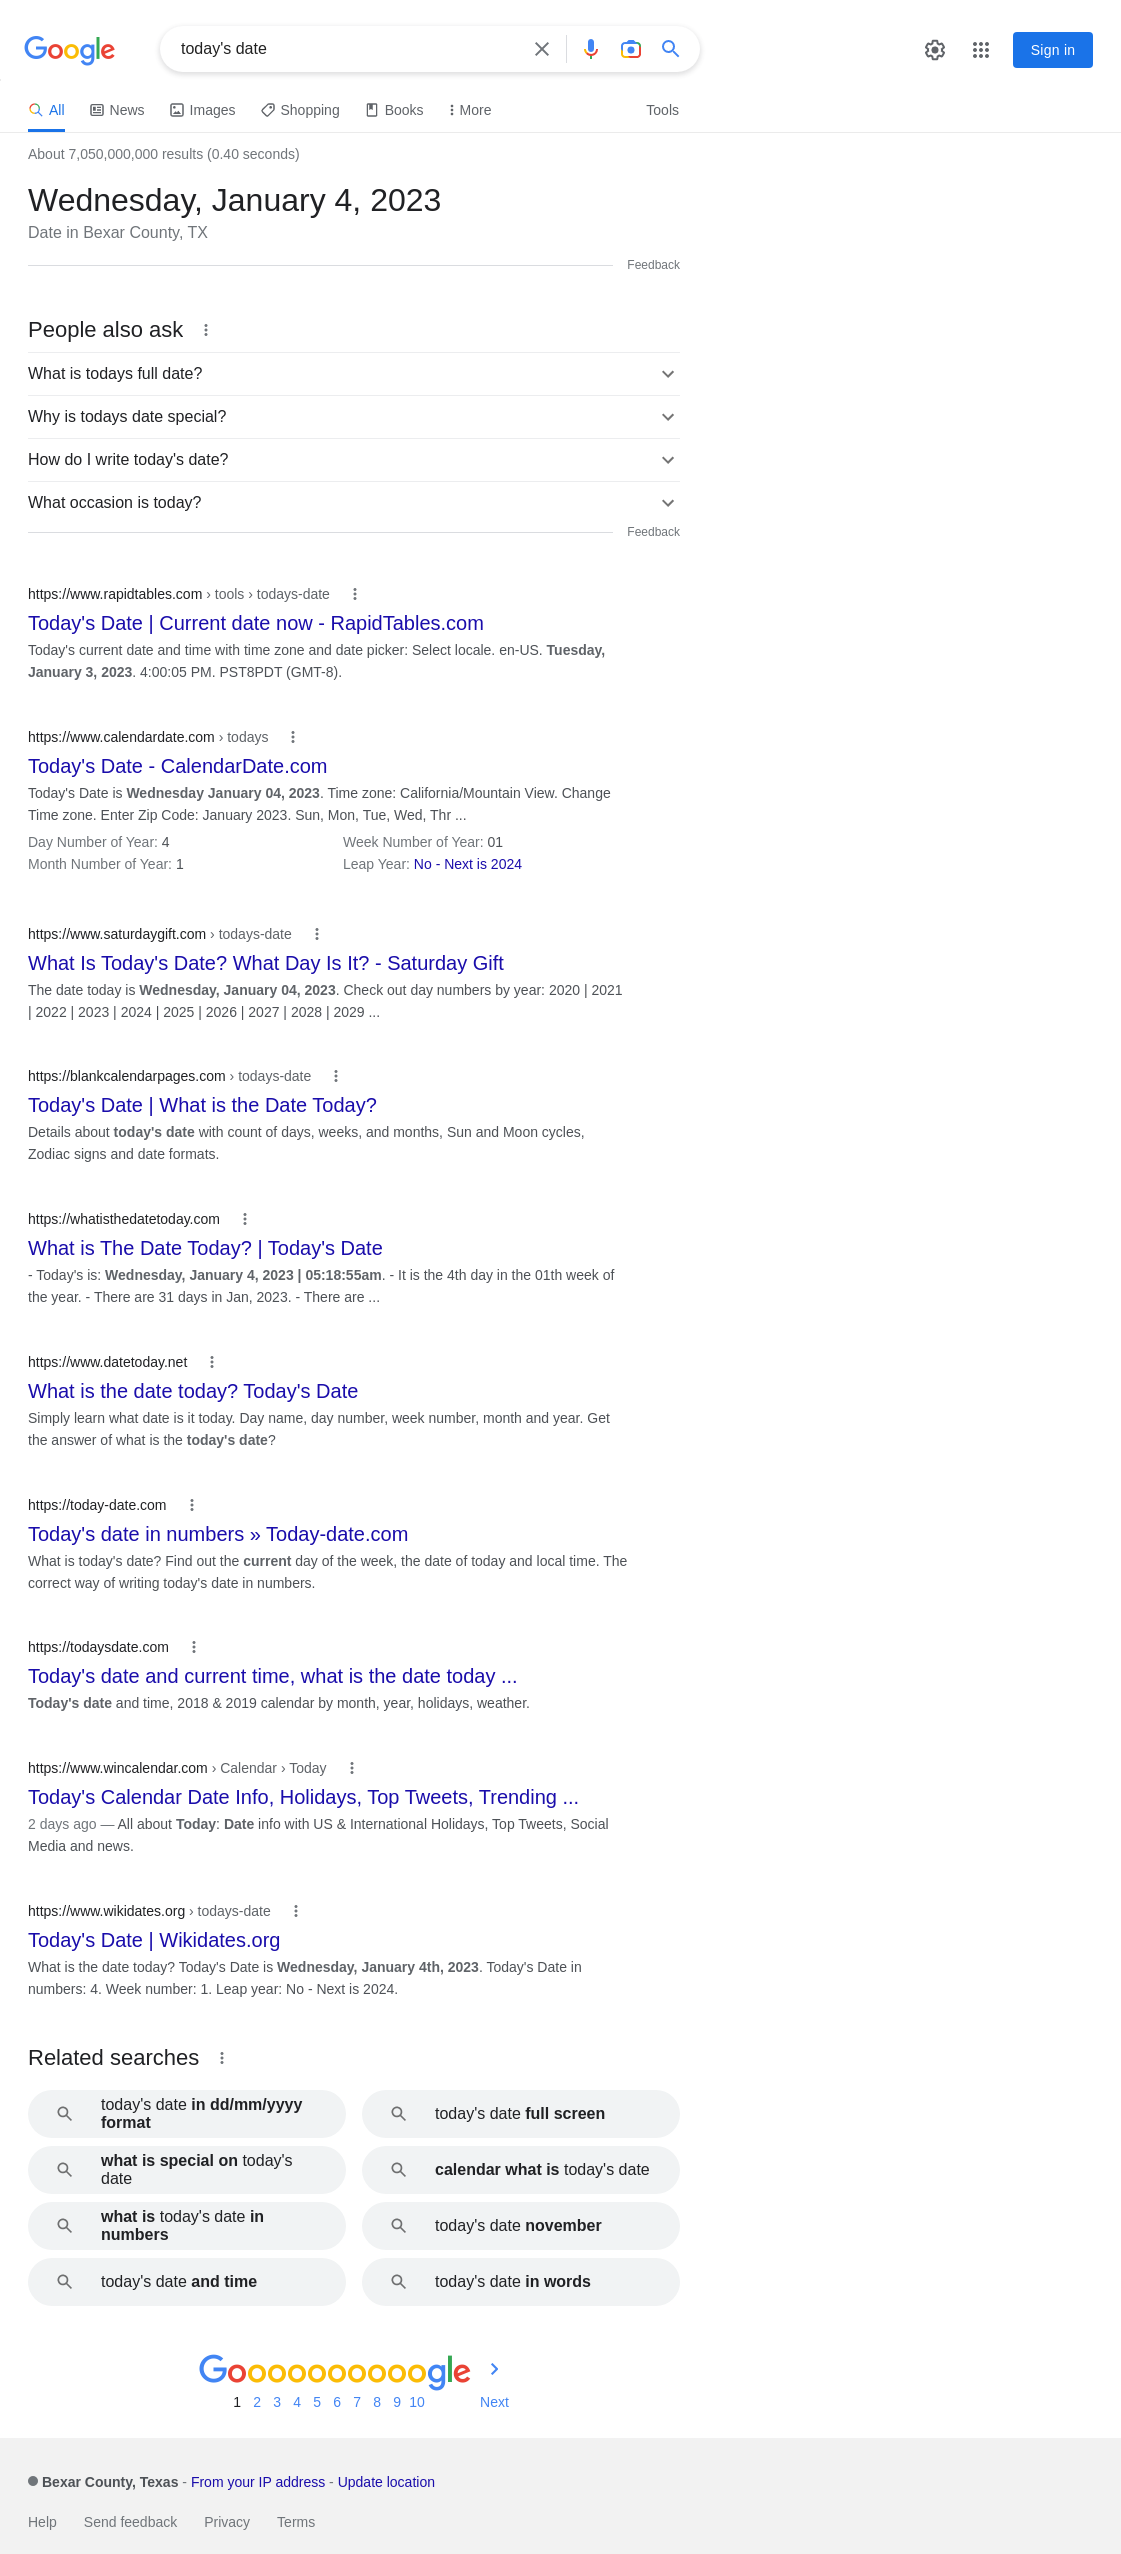 Google
today's date
Sign in
All
News
Images
Shopping
Books
More
Tools
About 7,050,000,000 results (0.40 seconds)
Wednesday, January 4, 2023
Date in Bexar County, TX
Feedback
People also ask
What is todays full date?
Why is todays date special?
How do I write today's date?
What occasion is today?
Feedback
https://www.rapidtables.com › tools › todays-date
Today's Date | Current date now - RapidTables.com
Today's current date and time with time zone and date picker: Select locale. en-US. Tuesday,
January 3, 2023. 4:00:05 PM. PST8PDT (GMT-8).
https://www.calendardate.com › todays
Today's Date - CalendarDate.com
Today's Date is Wednesday January 04, 2023. Time zone: California/Mountain View. Change
Time zone. Enter Zip Code: January 2023. Sun, Mon, Tue, Wed, Thr ...
Day Number of Year: 4
Week Number of Year: 01
Month Number of Year: 1
Leap Year: No - Next is 2024
https://www.saturdaygift.com › todays-date
What Is Today's Date? What Day Is It? - Saturday Gift
The date today is Wednesday, January 04, 2023. Check out day numbers by year: 2020 | 2021
| 2022 | 2023 | 2024 | 2025 | 2026 | 2027 | 2028 | 2029 ...
https://blankcalendarpages.com › todays-date
Today's Date | What is the Date Today?
Details about today's date with count of days, weeks, and months, Sun and Moon cycles,
Zodiac signs and date formats.
https://whatisthedatetoday.com
What is The Date Today? | Today's Date
- Today's is: Wednesday, January 4, 2023 | 05:18:55am. - It is the 4th day in the 01th week of
the year. - There are 31 days in Jan, 2023. - There are ...
https://www.datetoday.net
What is the date today? Today's Date
Simply learn what date is it today. Day name, day number, week number, month and year. Get
the answer of what is the today's date?
https://today-date.com
Today's date in numbers » Today-date.com
What is today's date? Find out the current day of the week, the date of today and local time. The
correct way of writing today's date in numbers.
https://todaysdate.com
Today's date and current time, what is the date today ...
Today's date and time, 2018 & 2019 calendar by month, year, holidays, weather.
https://www.wincalendar.com › Calendar › Today
Today's Calendar Date Info, Holidays, Top Tweets, Trending ...
2 days ago — All about Today: Date info with US & International Holidays, Top Tweets, Social
Media and news.
https://www.wikidates.org › todays-date
Today's Date | Wikidates.org
What is the date today? Today's Date is Wednesday, January 4th, 2023. Today's Date in
numbers: 4. Week number: 1. Leap year: No - Next is 2024.
Related searches
today's date in dd/mm/yyyy
format
today's date full screen
what is special on today's
date
calendar what is today's date
what is today's date in
numbers
today's date november
today's date and time
today's date in words
Goooooooooogle
1 2 3 4 5 6 7 8 9 10 Next
Bexar County, Texas - From your IP address - Update location
Help Send feedback Privacy Terms